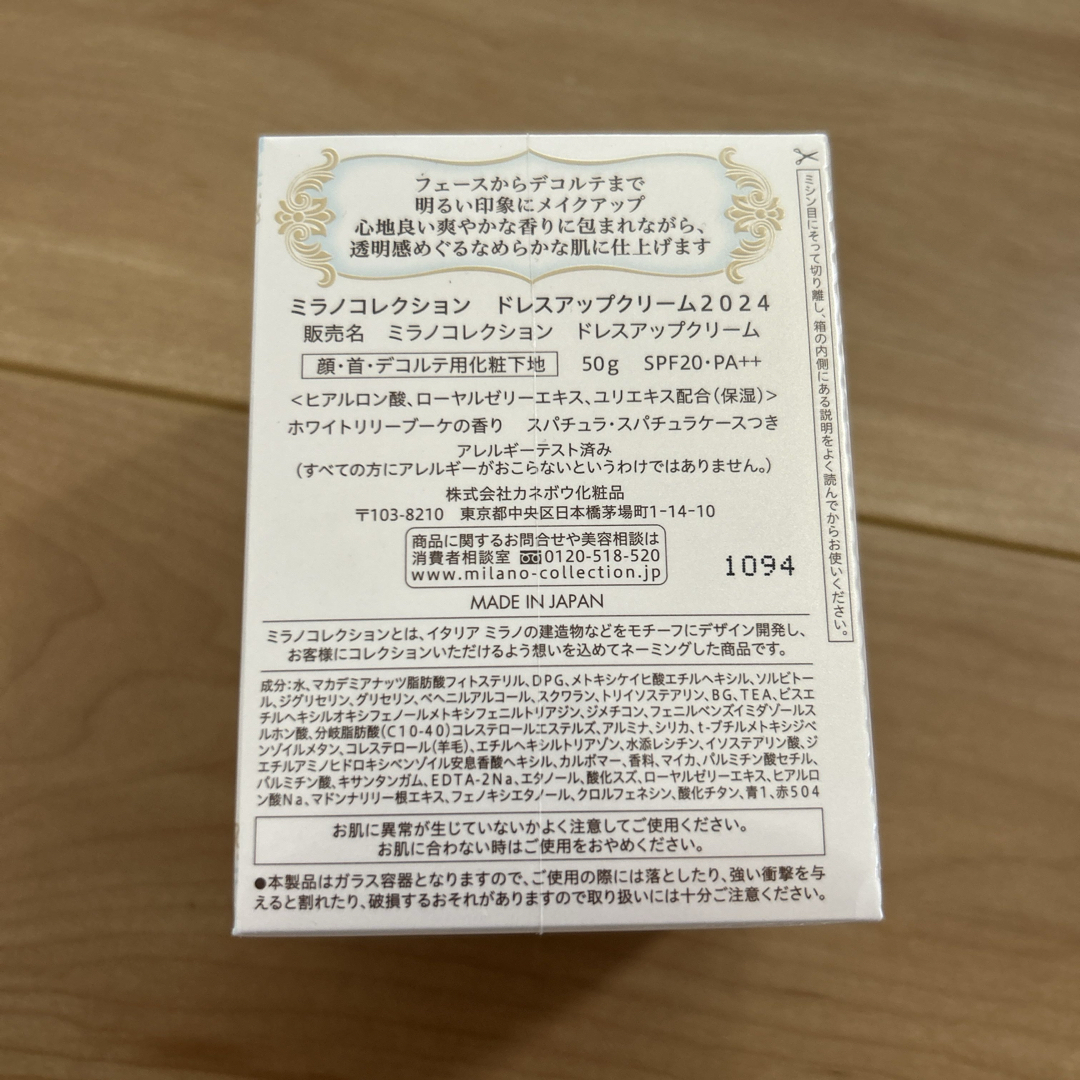 フェースからデコルテまで
明るい印象にメイクアップ
心地良い爽やかな香りに包まれながら、
透明感めぐるなめらかな肌に仕上げます
ミラノコレクション　ドレスアップクリーム2024
販売名　ミラノコレクション　ドレスアップクリーム
顔・首・デコルテ用化粧下地　50g　SPF20・PA++
<ヒアルロン酸、ローヤルゼリーエキス、ユリエキス配合(保湿)>
ホワイトリリーブーケの香り　スパチュラ・スパチュラケースつき
アレルギーテスト済み
(すべての方にアレルギーがおこらないというわけではありません。)
株式会社カネボウ化粧品
〒103-8210　東京都中央区日本橋茅場町1-14-10
商品に関するお問合せや美容相談は
消費者相談室 0120-518-520
www.milano-collection.jp
1094
MADE IN JAPAN
ミラノコレクションとは、イタリア ミラノの建造物などをモチーフにデザイン開発し、
お客様にコレクションいただけるよう想いを込めてネーミングした商品です。
成分:水、マカデミアナッツ脂肪酸フィトステリル、DPG、メトキシケイヒ酸エチルヘキシル、ソルビトー
ル、ジグリセリン、グリセリン、ベヘニルアルコール、スクワラン、トリイソステアリン、BG、TEA、ビスエ
チルヘキシルオキシフェノールメトキシフェニルトリアジン、ジメチコン、フェニルベンズイミダゾールス
ルホン酸、分岐脂肪酸(C10-40)コレステロールエステルズ、アルミナ、シリカ、t-ブチルメトキシジベ
ンゾイルメタン、コレステロール(羊毛)、エチルヘキシルトリアゾン、水添レシチン、イソステアリン酸、ジ
エチルアミノヒドロキシベンゾイル安息香酸ヘキシル、カルボマー、香料、マイカ、パルミチン酸セチル、
パルミチン酸、キサンタンガム、EDTA-2Na、エタノール、酸化スズ、ローヤルゼリーエキス、ヒアルロ
ン酸Na、マドンナリリー根エキス、フェノキシエタノール、クロルフェネシン、酸化チタン、青1、赤504
お肌に異常が生じていないかよく注意してご使用ください。
お肌に合わない時はご使用をおやめください。
●本製品はガラス容器となりますので、ご使用の際には落としたり、強い衝撃を与
えると割れたり、破損するおそれがありますので取り扱いには十分ご注意ください。
ミシン目にそって切り離し、箱の内側にある説明をよく読んでからお使いください。